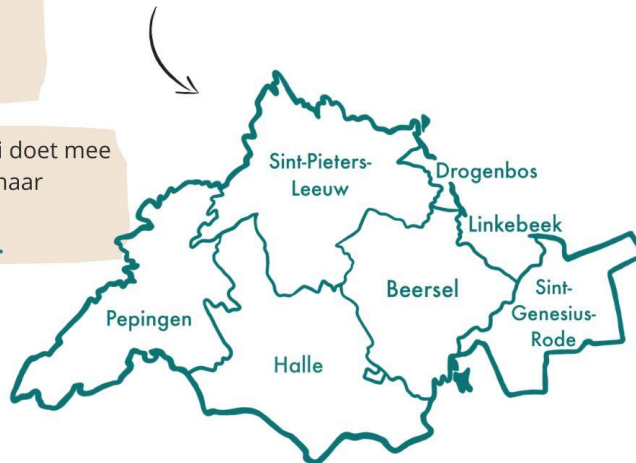 doet mee
naar
Sint-Pieters-
Leeuw
Drogenbos
Linkebeek
Beersel
Sint-
Genesius-
Rode
Pepingen
Halle